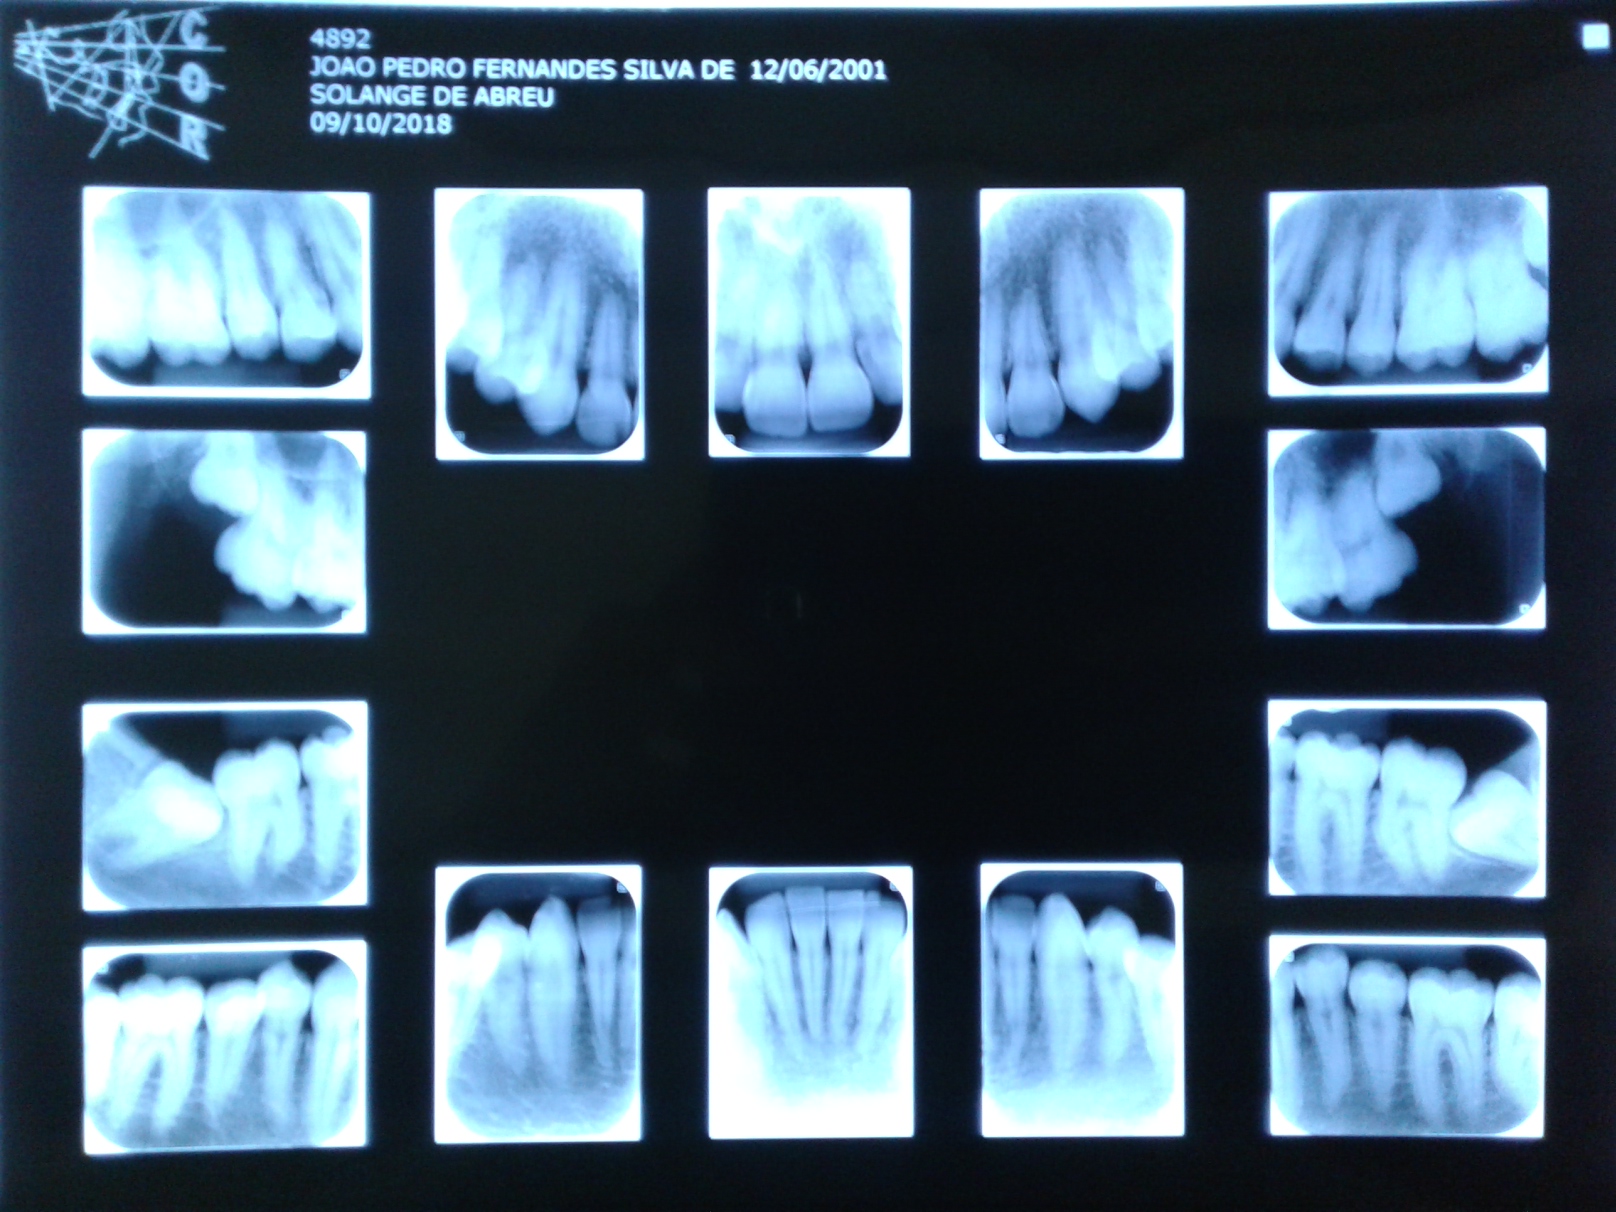 C
O
R
4892
JOAO PEDRO FERNANDES SILVA DE 12/06/2001
SOLANGE DE ABREU
09/10/2018